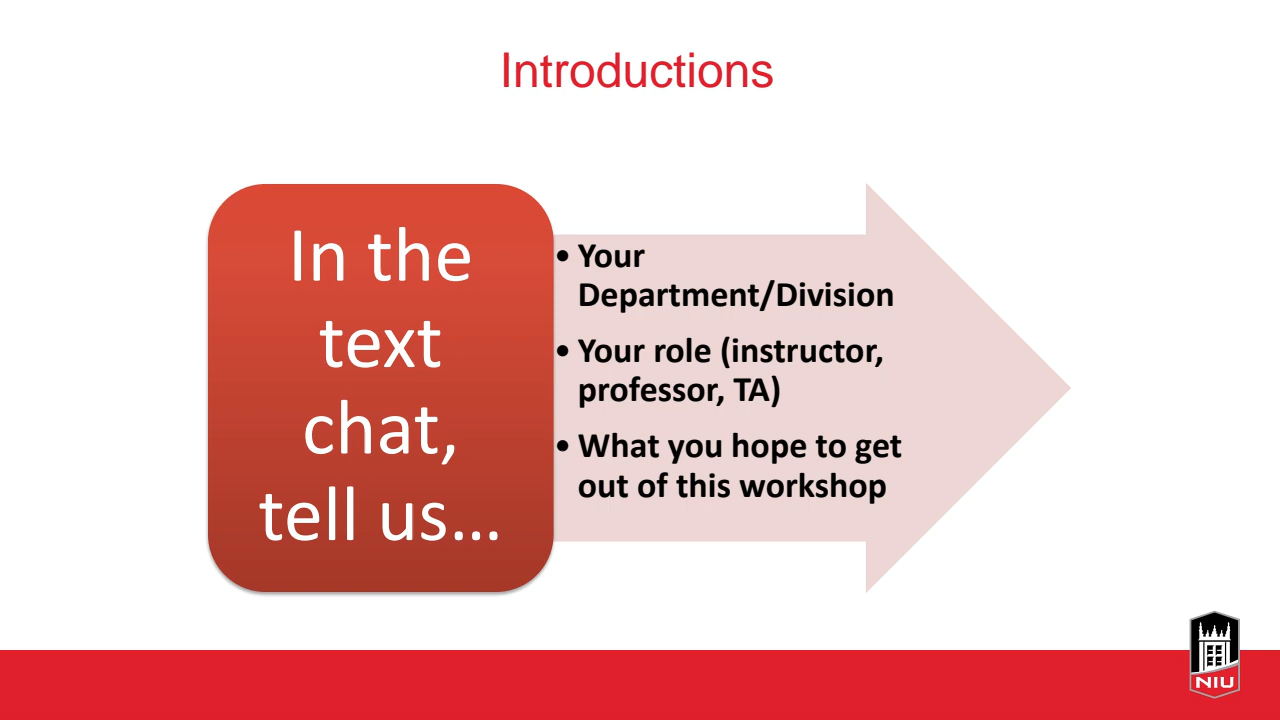 Introductions
In the
text
chat,
tell us...
• Your
Department/Division
• Your role (instructor,
professor, TA)
• What you hope to get
out of this workshop
NIU